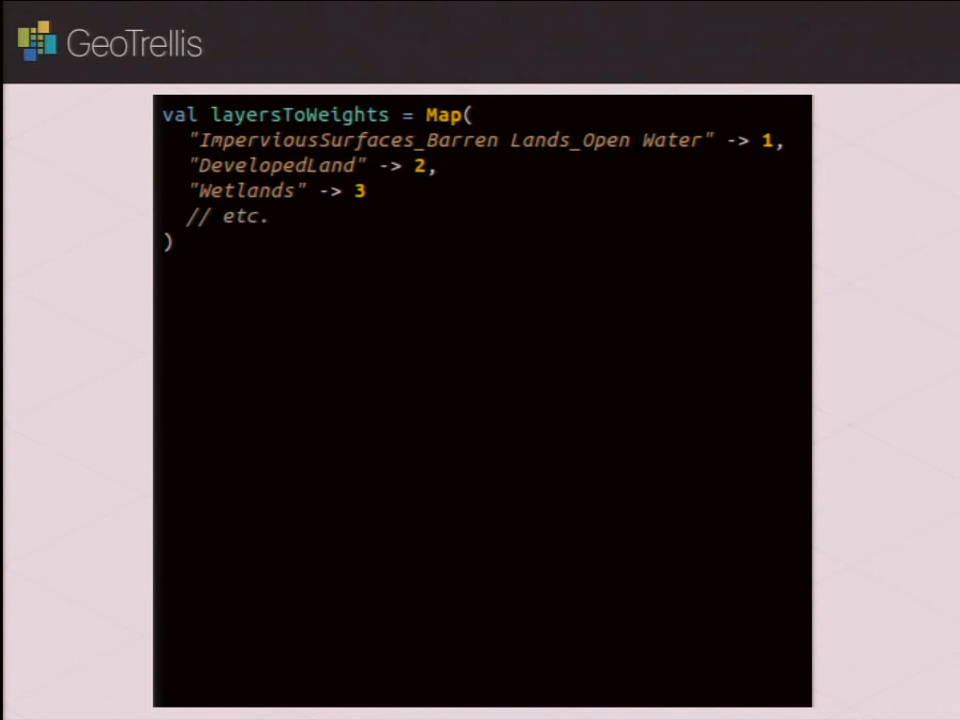 GeoTrellis
val layersToWeights = Map(
"ImperviousSurfaces_Barren Lands_Open Water" -> 1,
"DevelopedLand" -> 2,
"Wetlands" -> 3
// etc.
)